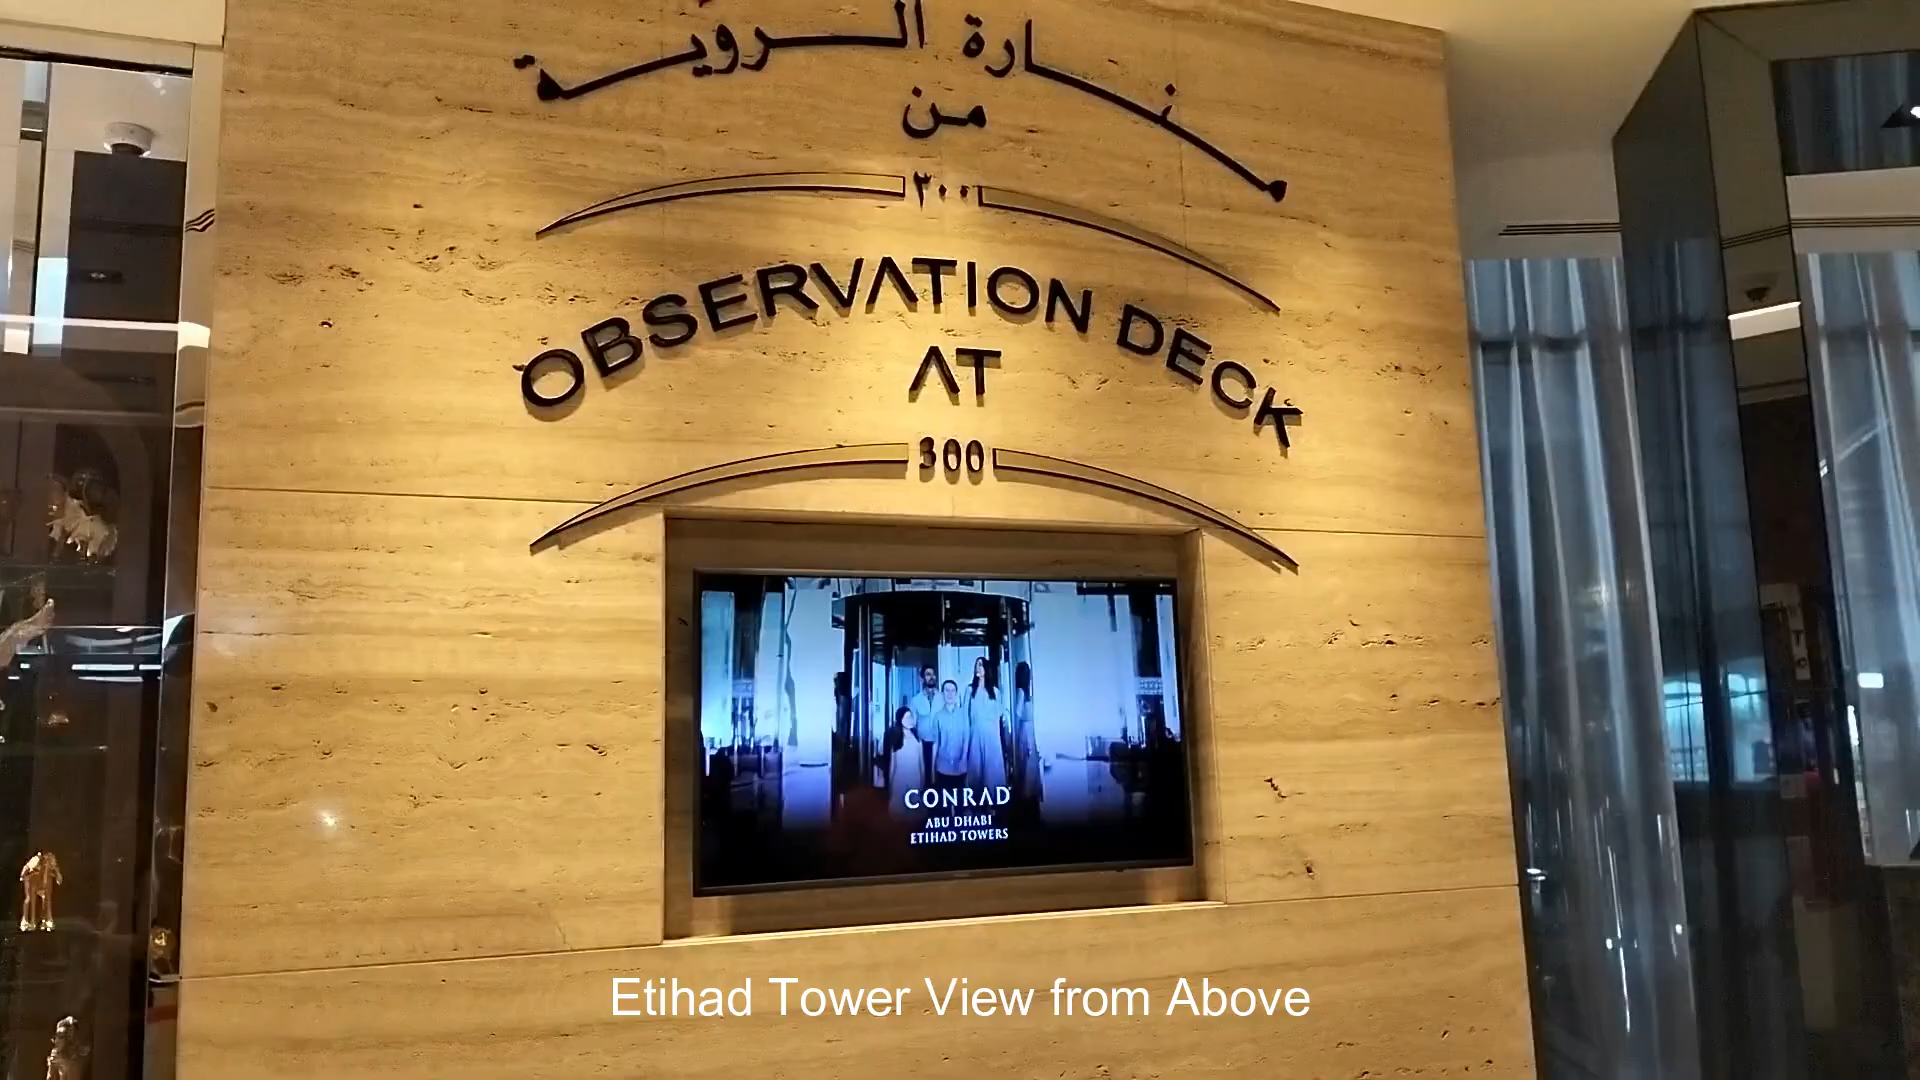 منارة الرؤية
من
٣٠٠
OBSERVATION DECK
AT
300
CONRAD
ABU DHABI
ETIHAD TOWERS
Etihad Tower View from Above